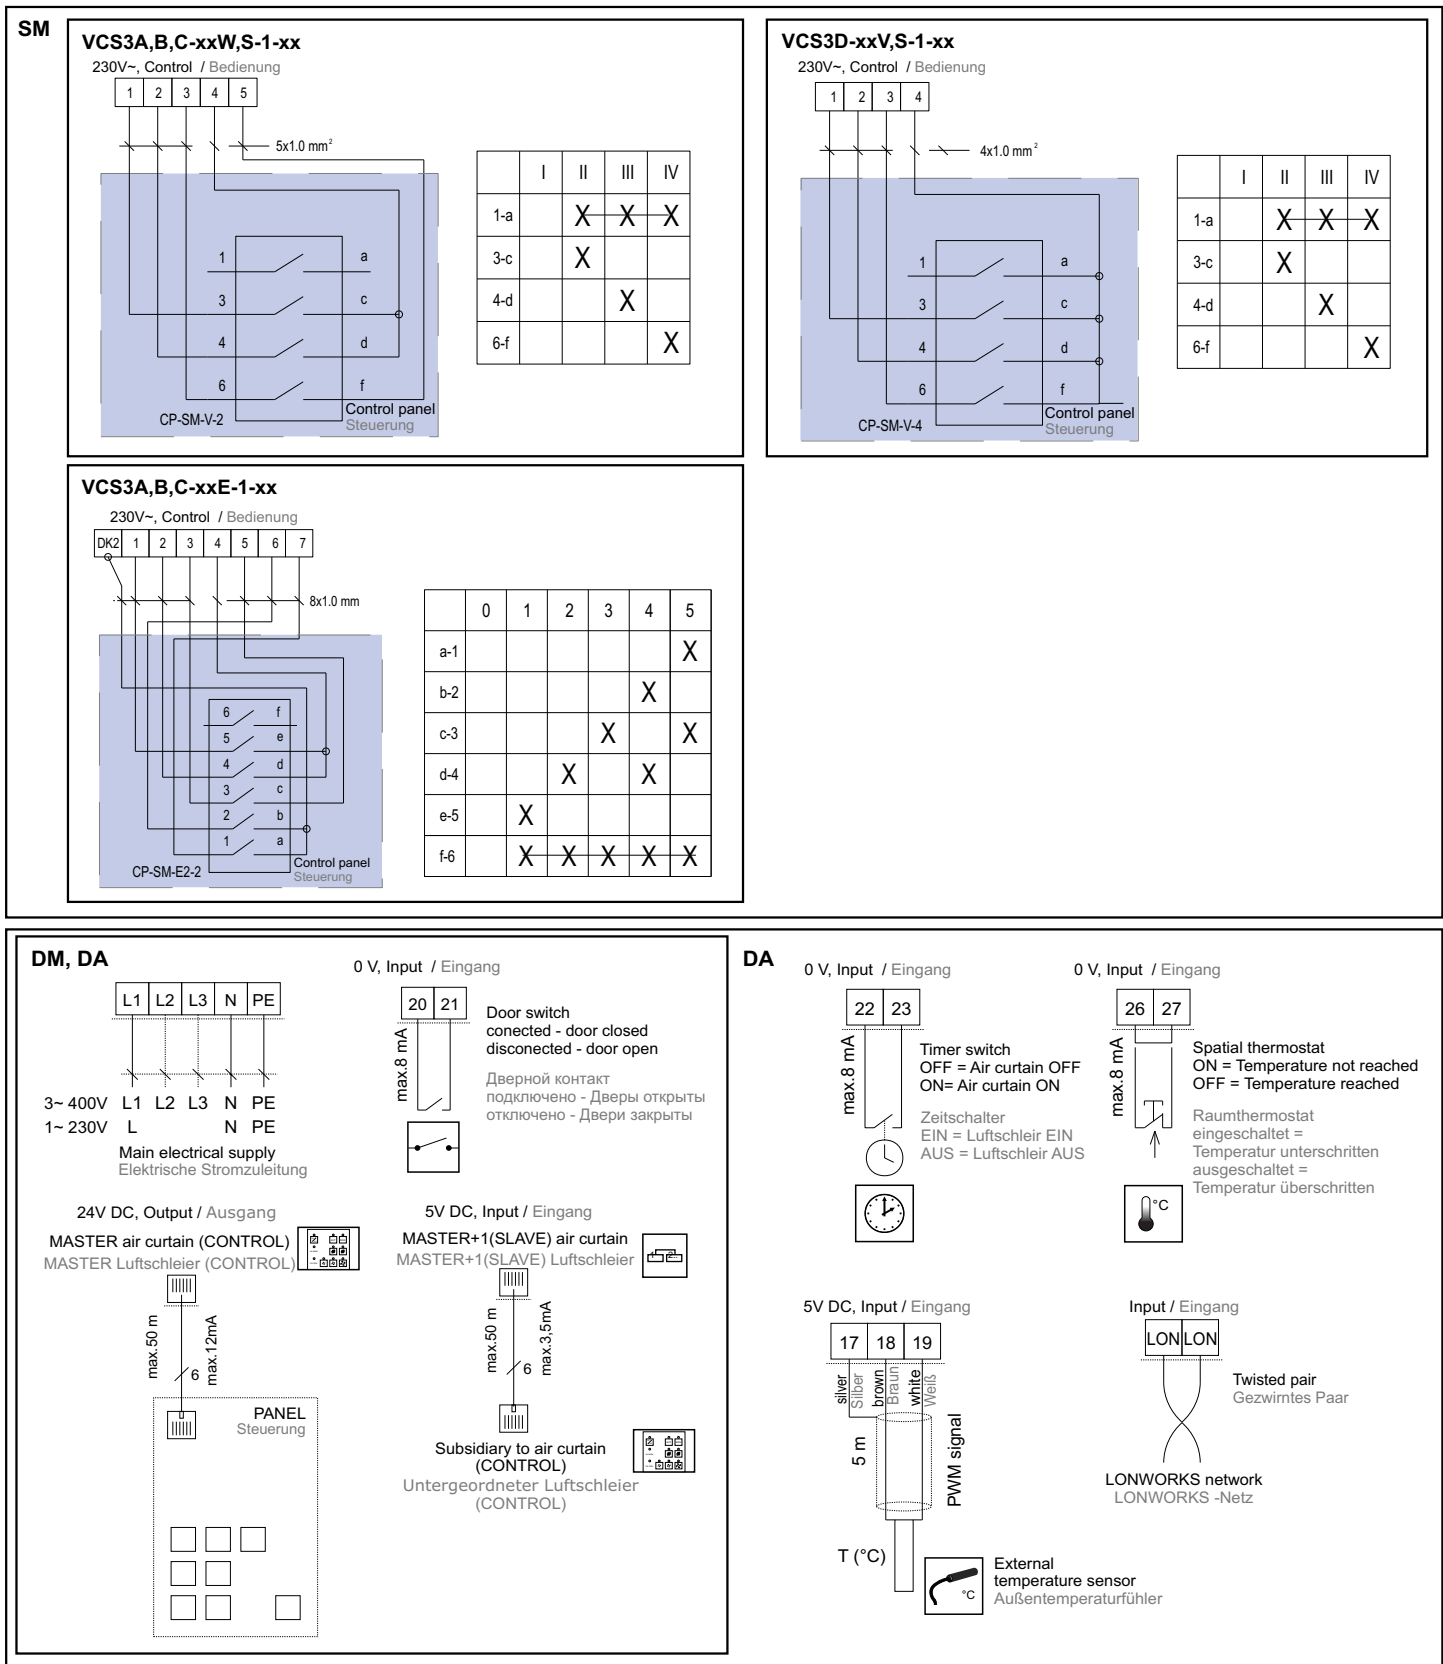 SM
VCS3A,B,C-xxW,S-1-xx
230V~, Control / Bedienung
1 2 3 4 5
5x1.0 mm²
1 a
3 c
4 d
6 f
CP-SM-V-2
Control panel
Steuerung
I II III IV
1-a X X X
3-c X
4-d X
6-f X
VCS3D-xxV,S-1-xx
230V~, Control / Bedienung
1 2 3 4
4x1.0 mm²
1 a
3 c
4 d
6 f
CP-SM-V-4
Control panel
Steuerung
I II III IV
1-a X X X
3-c X
4-d X
6-f X
VCS3A,B,C-xxE-1-xx
230V~, Control / Bedienung
DK2 1 2 3 4 5 6 7
8x1.0 mm
6 f
5 e
4 d
3 c
2 b
1 a
CP-SM-E2-2
Control panel
Steuerung
0 1 2 3 4 5
a-1 X
b-2 X
c-3 X X
d-4 X X
e-5 X
f-6 X X X X X
DM, DA
L1 L2 L3 N PE
3~ 400V L1 L2 L3 N PE
1~ 230V L N PE
Main electrical supply
Elektrische Stromzuleitung
0 V, Input / Eingang
20 21
max.8 mA
Door switch
conected - door closed
disconected - door open
Дверной контакт
подключено - Двери открыты
отключено - Двери закрыты
24V DC, Output / Ausgang
MASTER air curtain (CONTROL)
MASTER Luftschleier (CONTROL)
max.50 m
max.12mA
6
PANEL
Steuerung
5V DC, Input / Eingang
MASTER+1(SLAVE) air curtain
MASTER+1(SLAVE) Luftschleier
max.50 m
max.3,5mA
6
Subsidiary to air curtain
(CONTROL)
Untergeordneter Luftschleier
(CONTROL)
DA
0 V, Input / Eingang
22 23
max.8 mA
Timer switch
OFF = Air curtain OFF
ON= Air curtain ON
Zeitschalter
EIN = Luftschleir EIN
AUS = Luftschleir AUS
0 V, Input / Eingang
26 27
max.8 mA
Spatial thermostat
ON = Temperature not reached
OFF = Temperature reached
Raumthermostat
eingeschaltet =
Temperatur unterschritten
ausgeschaltet =
Temperatur überschritten
°C
5V DC, Input / Eingang
17 18 19
silver
Silber
brown
Braun
white
Weiß
5 m
PWM signal
T (°C)
°C
External
temperature sensor
Außentemperaturfühler
Input / Eingang
LON LON
Twisted pair
Gezwirntes Paar
LONWORKS network
LONWORKS -Netz